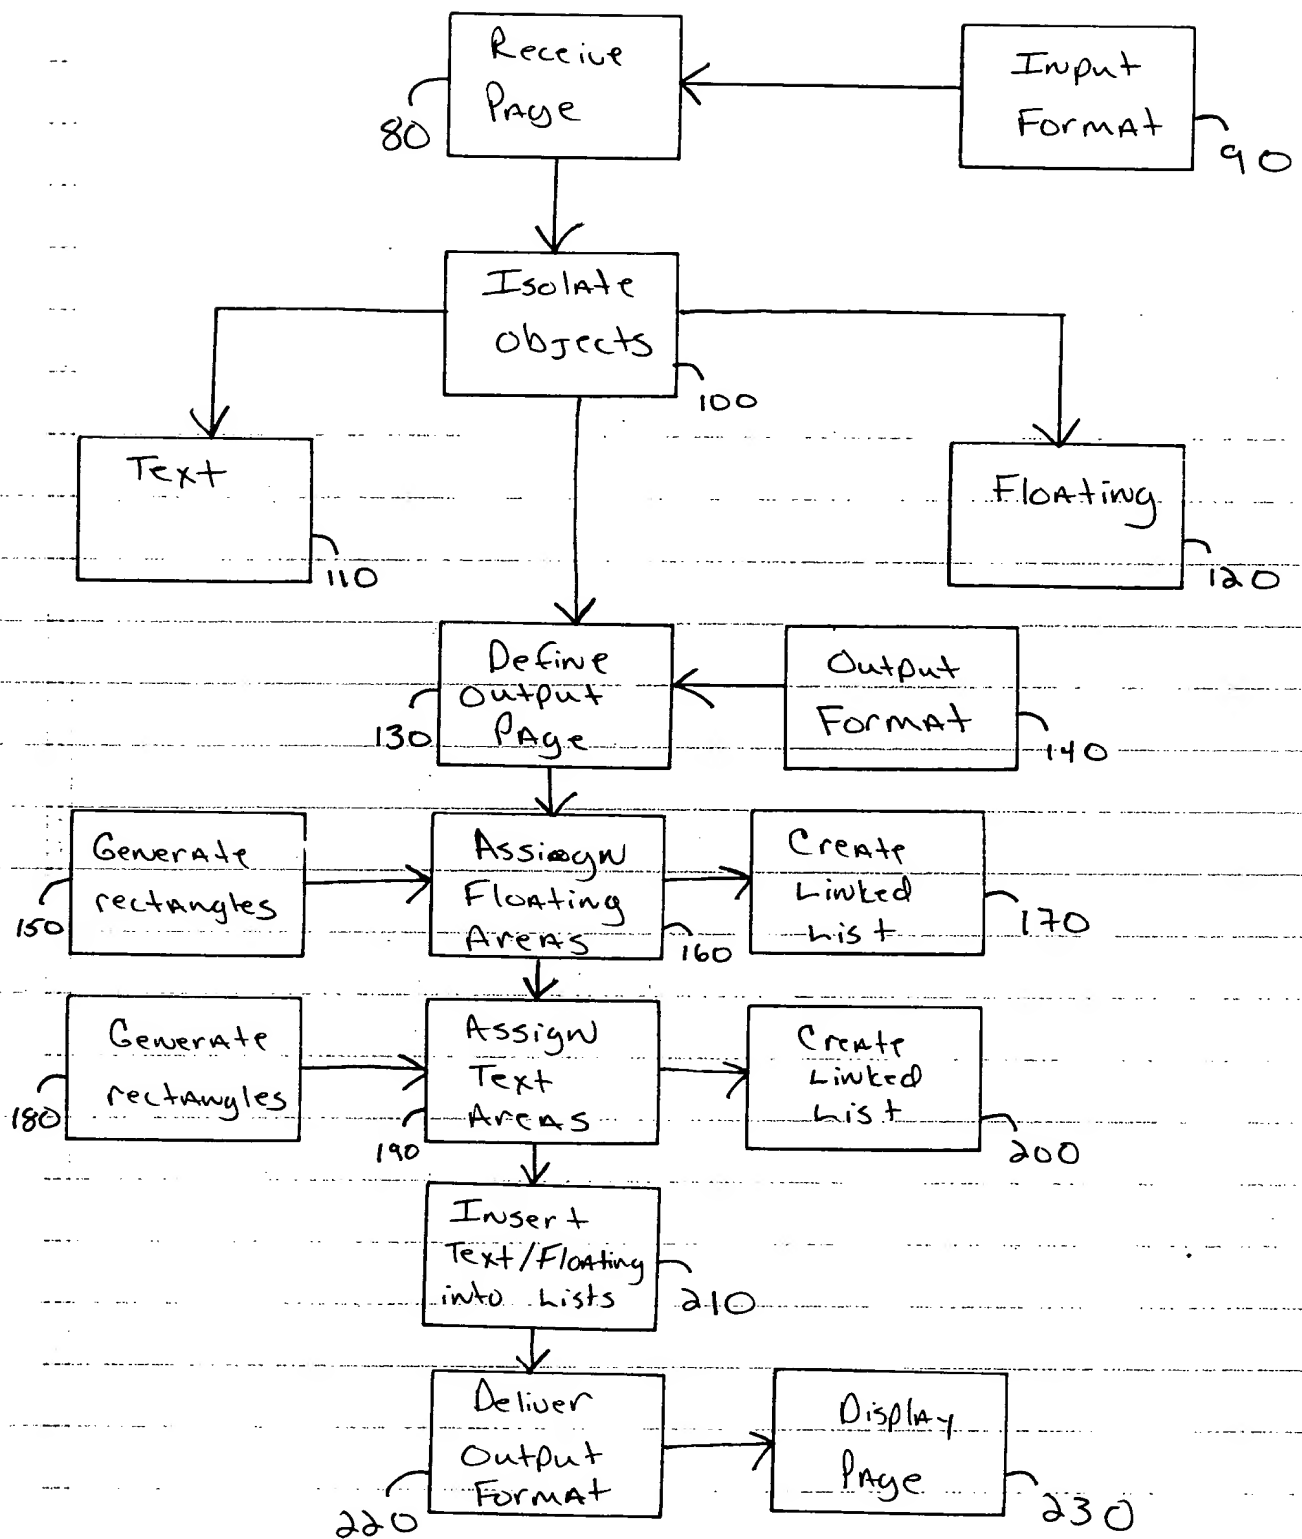 Receive
Page
80
Input
Format
90
Isolate
Objects
100
Text
110
Floating
120
Define
Output
Page
130
Output
Format
140
Generate
rectangles
150
Assign
Floating
Areas
160
Create
Linked
List
170
Generate
rectangles
180
Assign
Text
Areas
190
Create
Linked
List
200
Insert
Text/Floating
into Lists
210
Deliver
Output
Format
220
Display
Page
230